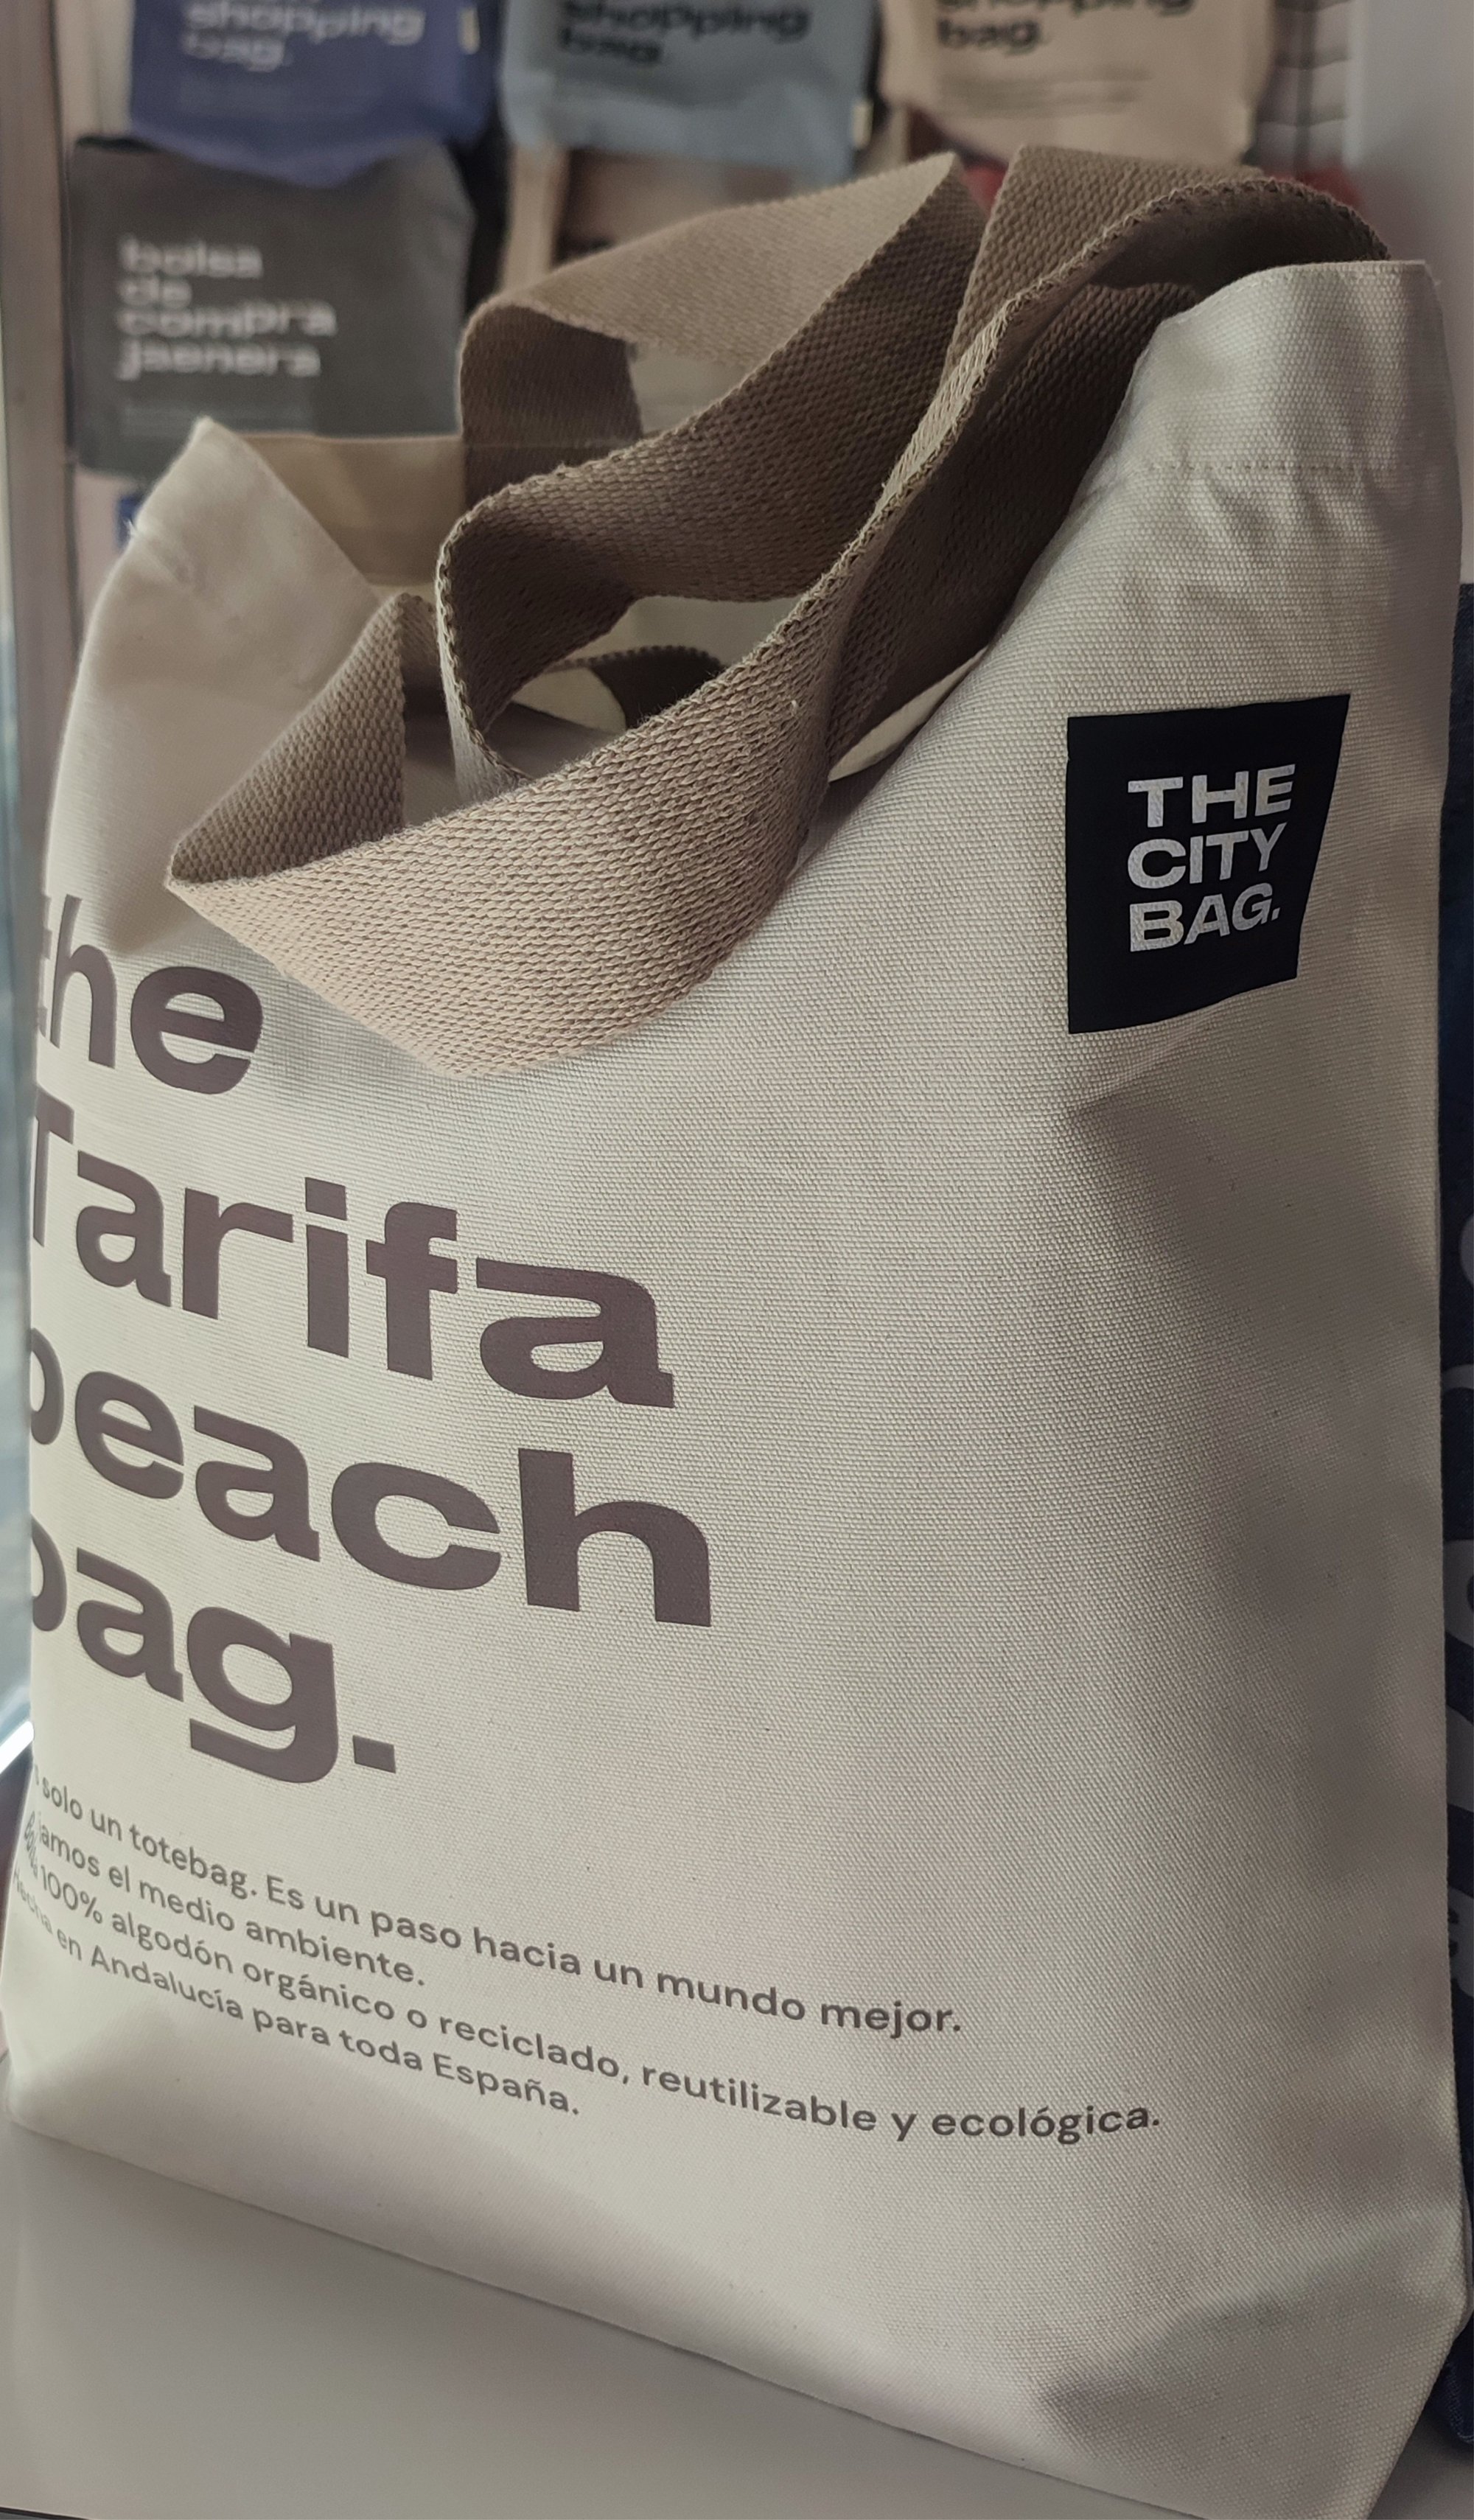 shopping
bag.
shopping
bag.
shopping
bag.
bolsa
de
compra
jaenera
THE
CITY
BAG.
the
Tarifa
beach
bag.
solo un totebag. Es un paso hacia un mundo mejor.
el medio ambiente.
100% algodón orgánico o reciclado, reutilizable y ecológica.
Hecha en Andalucía para toda España.